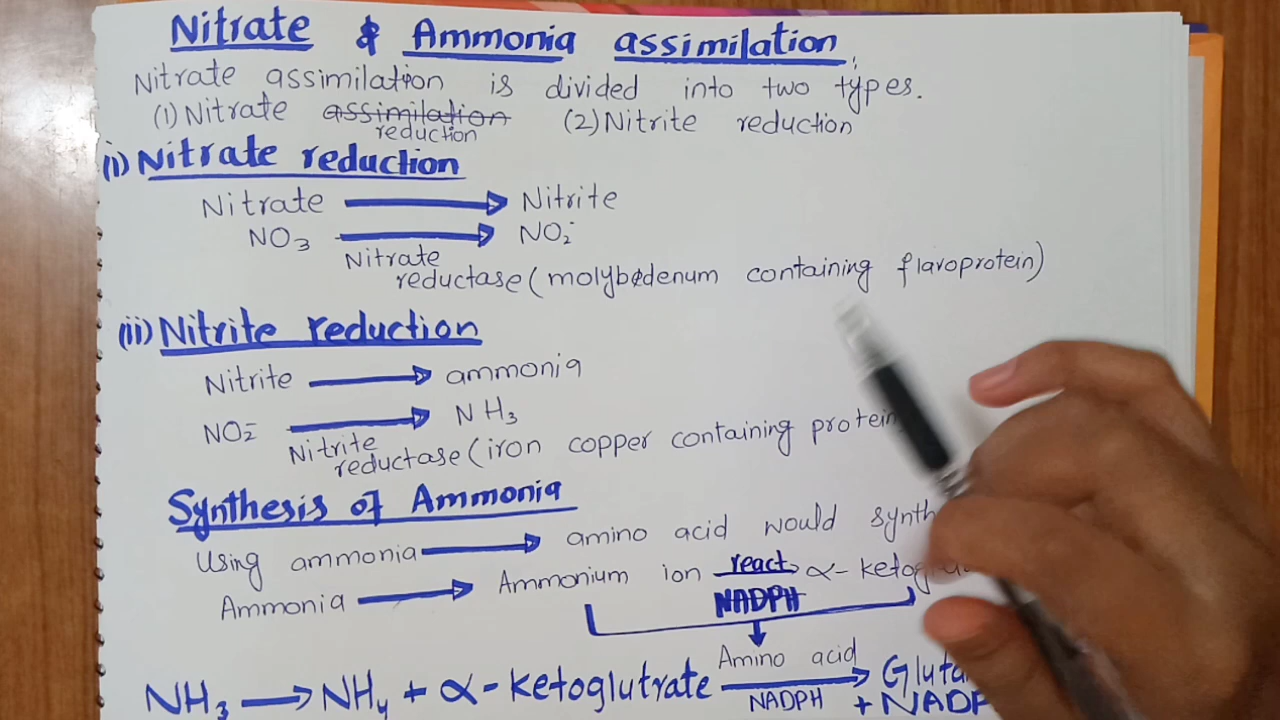 Nitrate & Ammonia assimilation
Nitrate assimilation is divided into two types.
(1) Nitrate assimilation reduction (2) Nitrite reduction
(i) Nitrate reduction
Nitrate → Nitrite
NO3 → NO2-
Nitrate
reductase (molybdenum containing flavoprotein)
(ii) Nitrite reduction
Nitrite → ammonia
NO2- → NH3
Nitrite
reductase (iron copper containing protein
Synthesis of Ammonia
Using ammonia → amino acid would
Ammonia → Ammonium ion react →
NADPH
NH3 → NH4 + α-ketoglutrate Amino acid →
NADPH